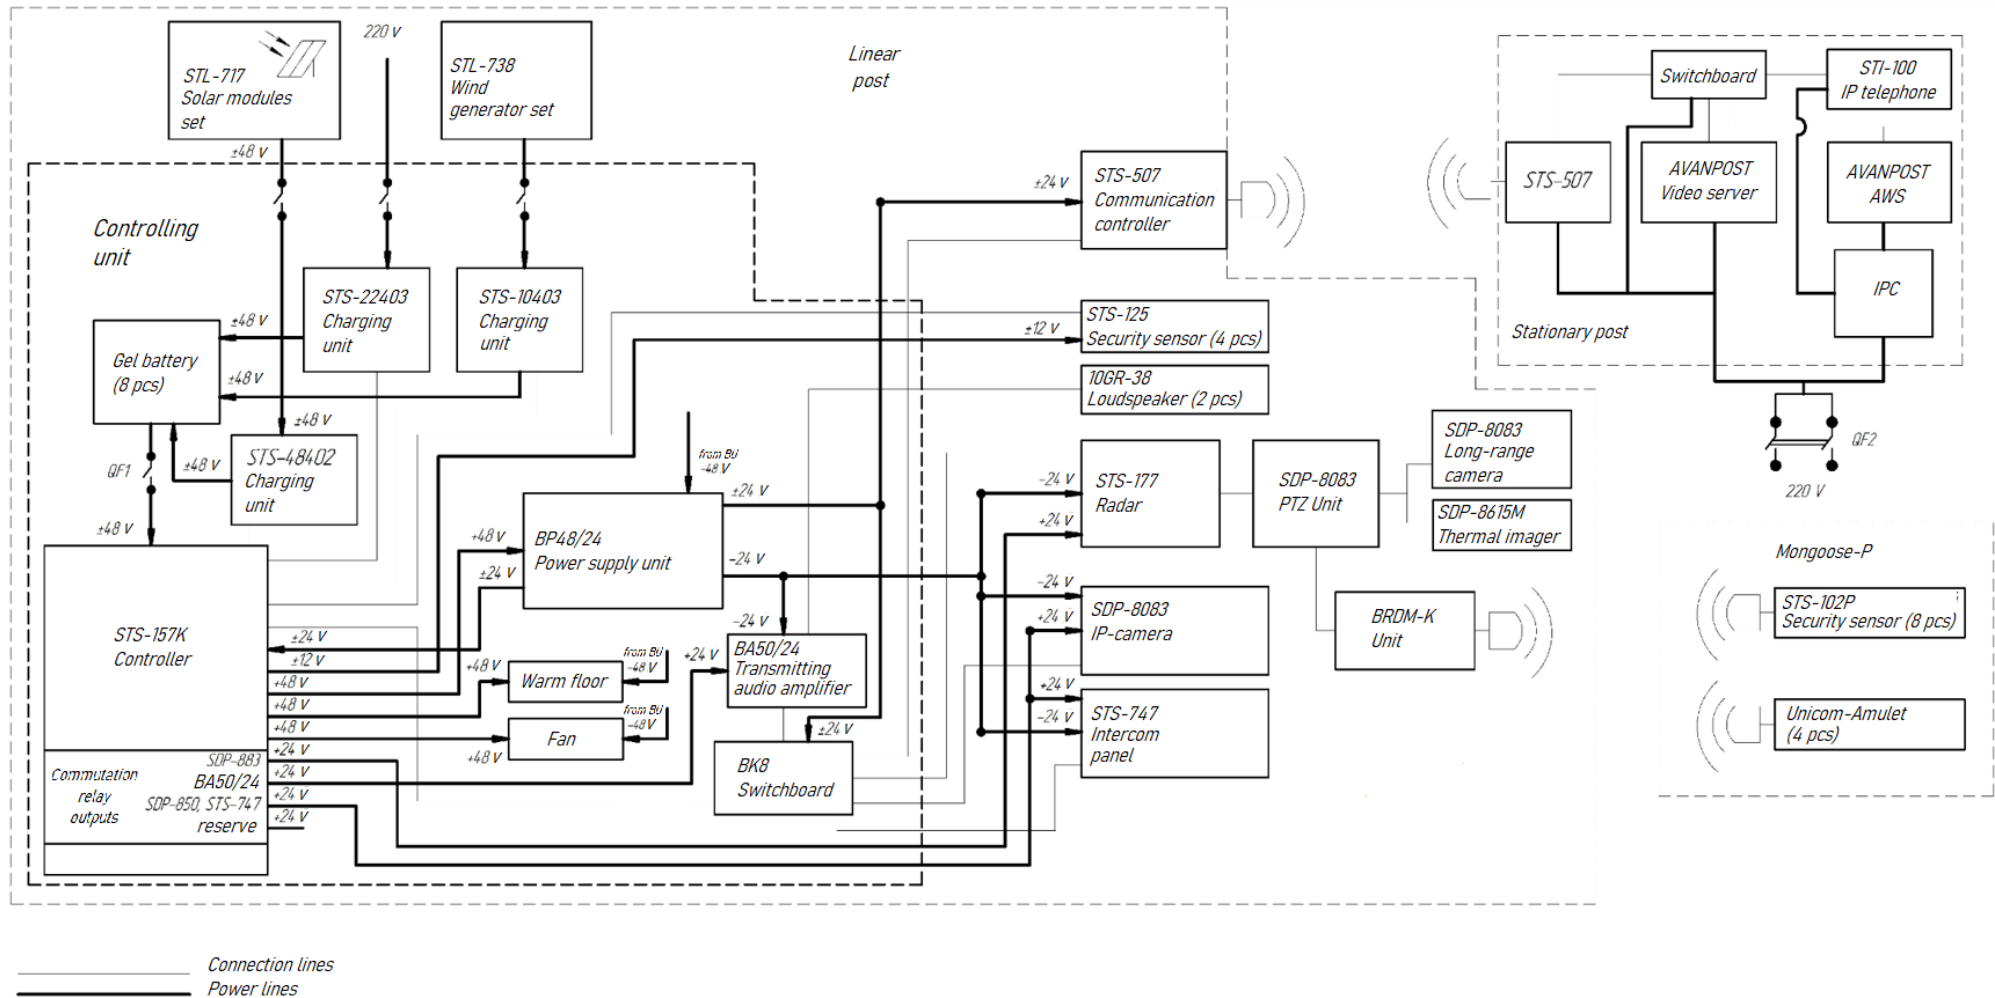 STL-717
Solar modules
set
220 V
STL-738
Wind
generator set
Linear
post
±48 V
Controlling
unit
STS-22403
Charging
unit
STS-10403
Charging
unit
±48 V
±48 V
Gel battery
(8 pcs)
±48 V
STS-48402
Charging
unit
±48 V
QF1
±48 V
STS-157K
Controller
±24 V
±12 V
+48 V
+48 V
+48 V
+24 V
+24 V
+24 V
+24 V
Commutation
relay
outputs
SDP-883
BA50/24
SDP-850, STS-747
reserve
from BU
-48 V
BP48/24
Power supply unit
+48 V
±24 V
±24 V
-24 V
Warm floor
+48 V
from BU
-48 V
Fan
+48 V
from BU
-48 V
-24 V
+24 V
BA50/24
Transmitting
audio amplifier
±24 V
BK8
Switchboard
±24 V
STS-507
Communication
controller
±12 V
STS-125
Security sensor (4 pcs)
10GR-38
Loudspeaker (2 pcs)
-24 V
+24 V
STS-177
Radar
SDP-8083
PTZ Unit
SDP-8083
Long-range
camera
SDP-8615M
Thermal imager
-24 V
+24 V
SDP-8083
IP-camera
BRDM-K
Unit
+24 V
-24 V
STS-747
Intercom
panel
Switchboard
STI-100
IP telephone
STS-507
AVANPOST
Video server
AVANPOST
AWS
IPC
Stationary post
QF2
220 V
Mongoose-P
STS-102P
Security sensor (8 pcs)
Unicom-Amulet
(4 pcs)
Connection lines
Power lines